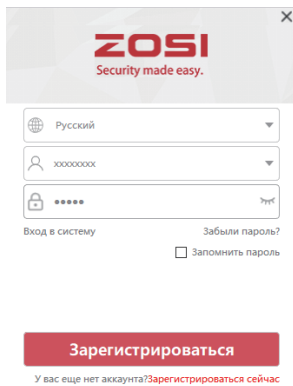 ZOSI
Security made easy.
Русский
xxxxxxxx
•••••
Вход в систему
Забыли пароль?
Запомнить пароль
Зарегистрироваться
У вас еще нет аккаунта?Зарегистрироваться сейчас